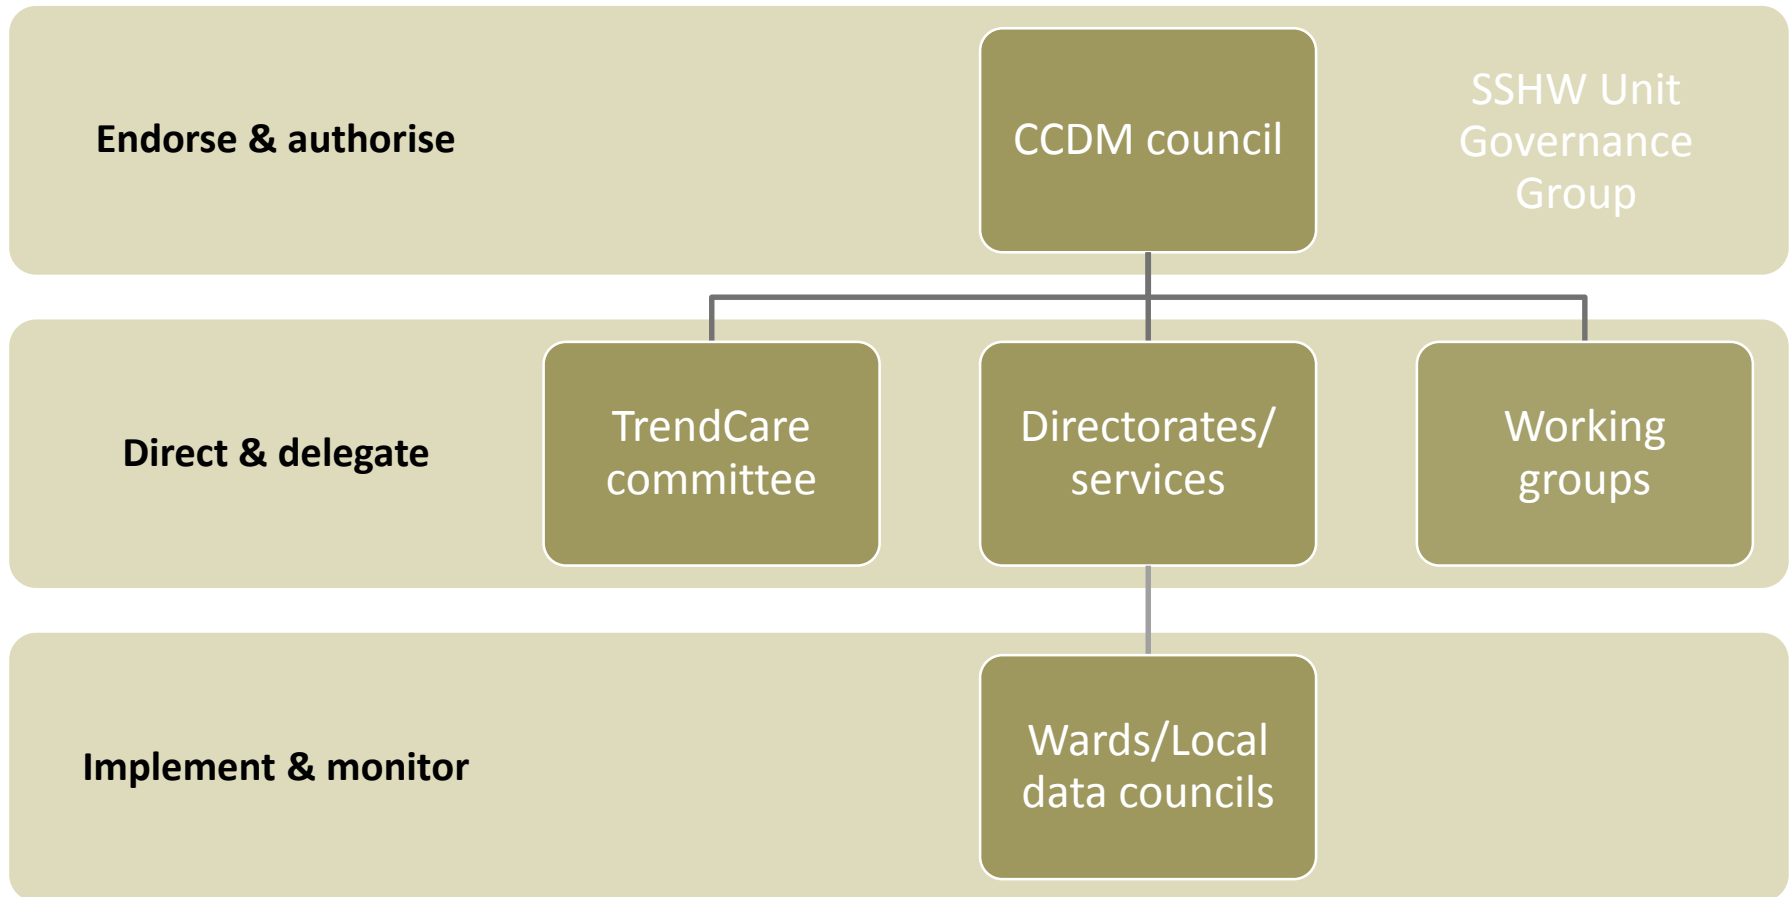 Endorse & authorise
CCDM council
SSHW Unit
Governance
Group
Direct & delegate
TrendCare
committee
Directorates/
services
Working
groups
Implement & monitor
Wards/Local
data councils